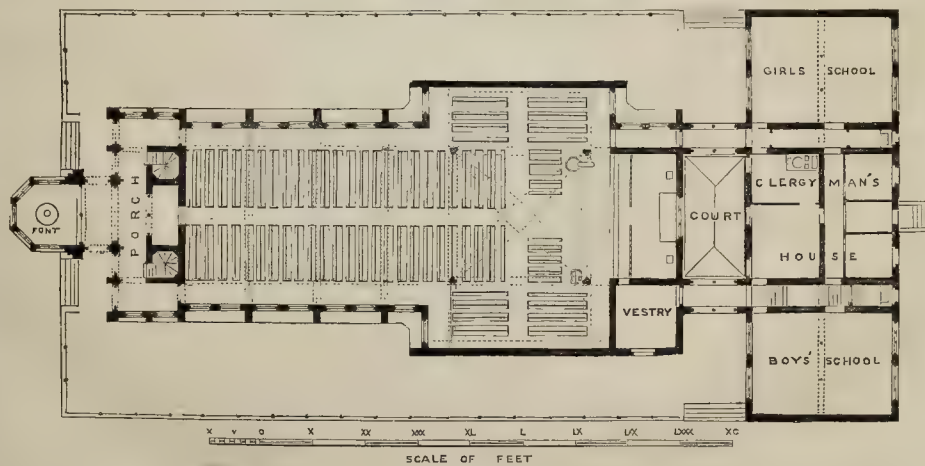 GIRLS SCHOOL
CLERGY MAN'S
HOUSE
COURT
PORCH
FONT
VESTRY
BOYS' SCHOOL
X V O X XX XXX XL L LX LXX LXXX XC
SCALE OF FEET